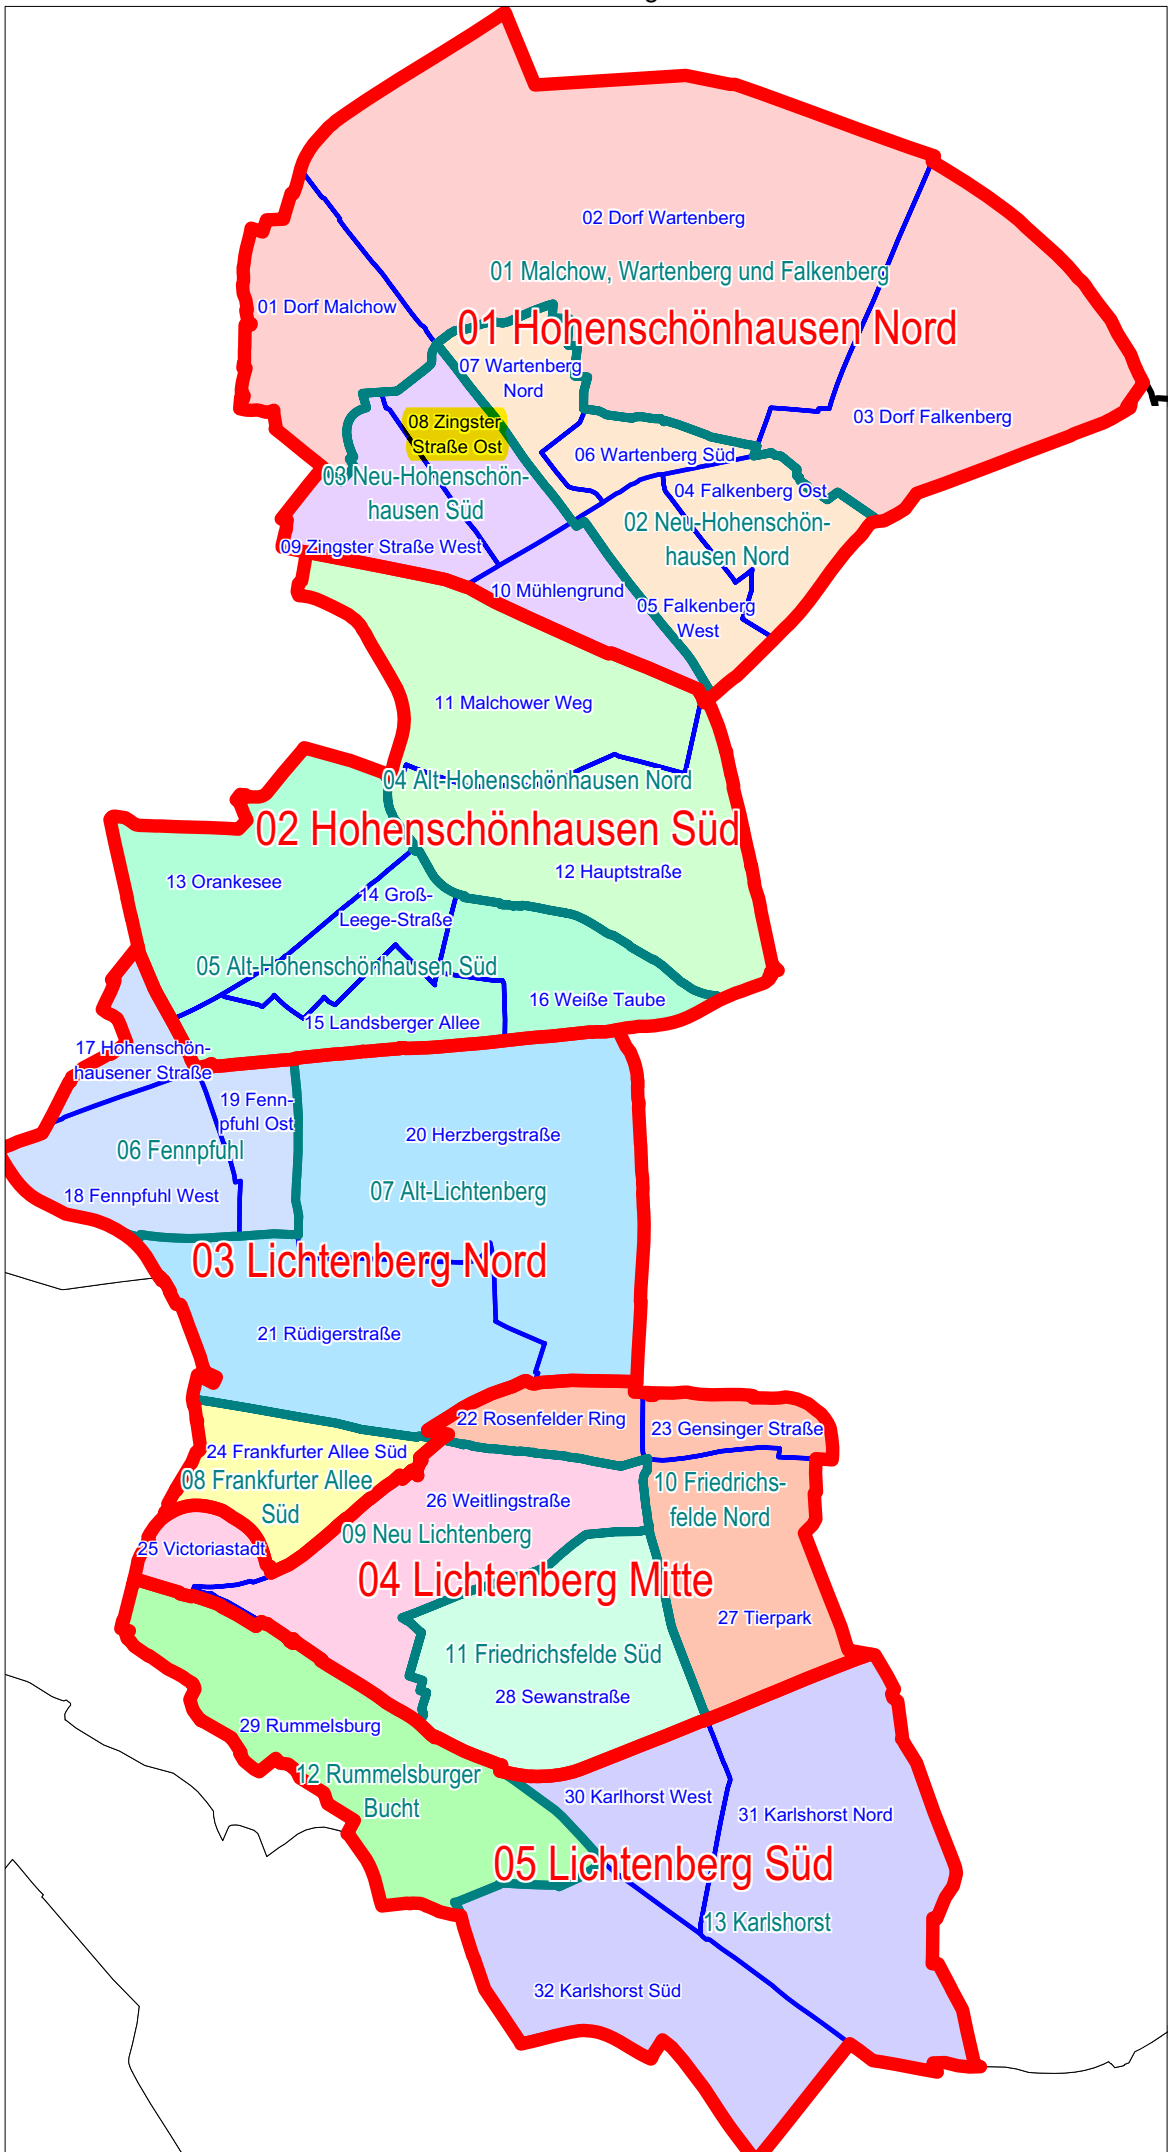 02 Dorf Wartenberg
01 Malchow, Wartenberg und Falkenberg
01 Dorf Malchow
01 Hohenschönhausen Nord
07 Wartenberg
Nord
03 Dorf Falkenberg
08 Zingster
Straße Ost
06 Wartenberg Süd
03 Neu-Hohenschön-
hausen Süd
04 Falkenberg Ost
02 Neu-Hohenschön-
hausen Nord
09 Zingster Straße West
10 Mühlengrund
05 Falkenberg
West
11 Malchower Weg
04 Alt-Hohenschönhausen Nord
02 Hohenschönhausen Süd
12 Hauptstraße
13 Orankesee
14 Groß-
Leege-Straße
05 Alt-Hohenschönhausen Süd
16 Weiße Taube
15 Landsberger Allee
17 Hohenschön-
hausener Straße
19 Fenn-
pfuhl Ost
20 Herzbergstraße
06 Fennpfuhl
18 Fennpfuhl West
07 Alt-Lichtenberg
03 Lichtenberg Nord
21 Rüdigerstraße
22 Rosenfelder Ring
23 Gensinger Straße
24 Frankfurter Allee Süd
08 Frankfurter Allee
Süd
10 Friedrichs-
felde Nord
26 Weitlingstraße
09 Neu Lichtenberg
25 Victoriastadt
04 Lichtenberg Mitte
27 Tierpark
11 Friedrichsfelde Süd
28 Sewanstraße
29 Rummelsburg
12 Rummelsburger
Bucht
30 Karlhorst West
31 Karlshorst Nord
05 Lichtenberg Süd
13 Karlshorst
32 Karlshorst Süd